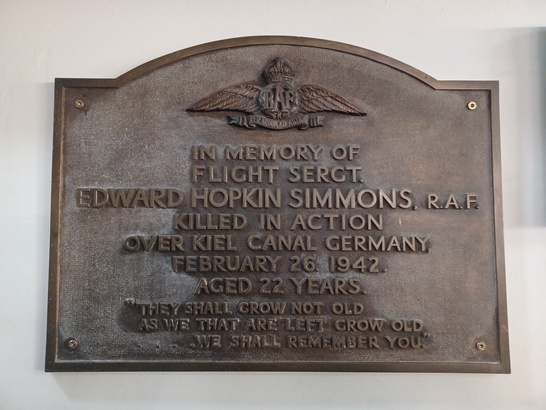 RAF
IN MEMORY OF
FLIGHT SERGT.
EDWARD HOPKIN SIMMONS, R.A.F.
KILLED IN ACTION
OVER KIEL CANAL GERMANY,
FEBRUARY 26. 1942.
AGED 22 YEARS.
"THEY SHALL GROW NOT OLD
AS WE THAT ARE LEFT GROW OLD,
WE SHALL REMEMBER YOU."